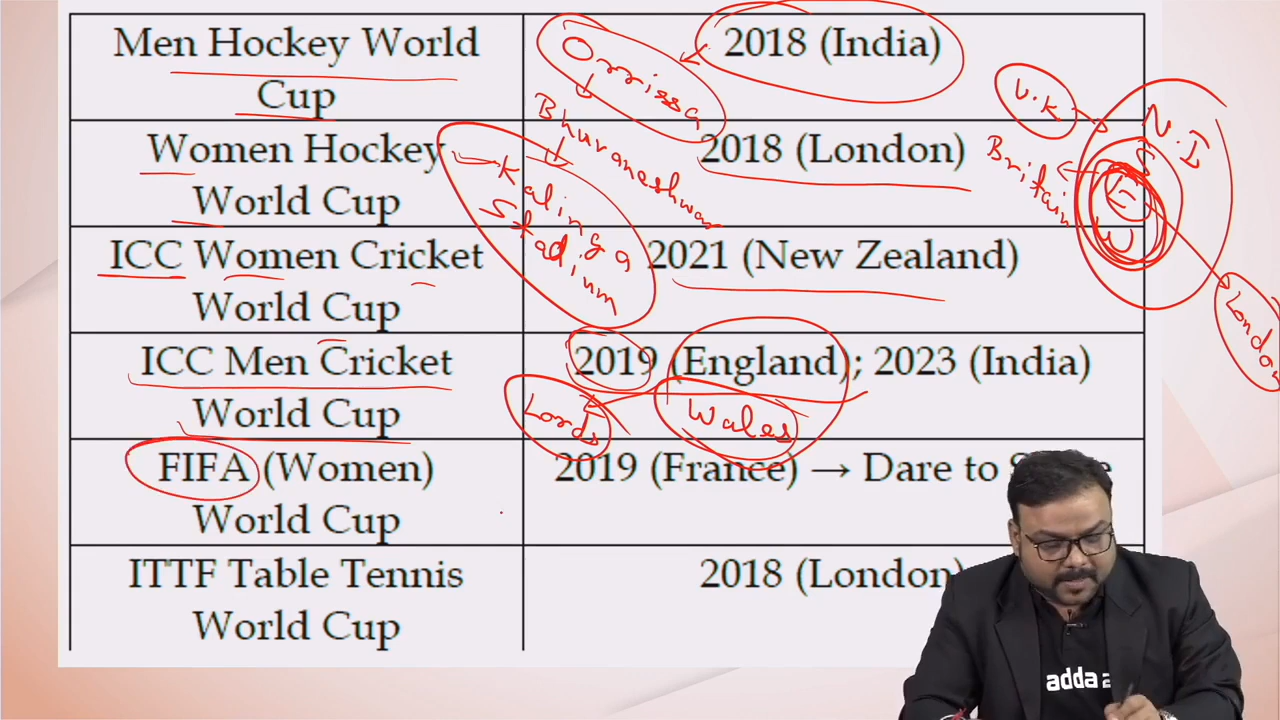 Men Hockey World
Cup
2018 (India)
Orrissa
Bhuvaneshwar
Kalinga
Stadium
Women Hockey
World Cup
2018 (London)
ICC Women Cricket
World Cup
2021 (New Zealand)
ICC Men Cricket
World Cup
2019 (England); 2023 (India)
Lords
Wales
FIFA (Women)
World Cup
2019 (France) → Dare to
ITTF Table Tennis
World Cup
2018 (London)
U.K
N.I
S
E
W
Britain
London
adda